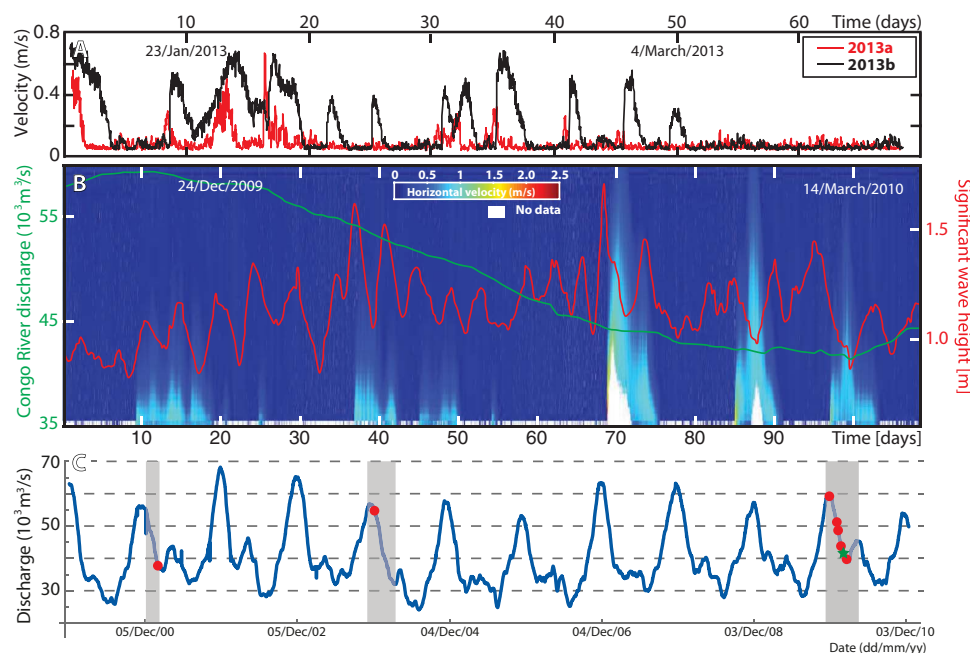 10 20 30 40 50 60 Time (days)
0.8
0.4
0
Velocity (m/s)
A
23/Jan/2013
4/March/2013
2013a
2013b
B
24/Dec/2009
14/March/2010
0 0.5 1 1.5 2.0 2.5
Horizontal velocity (m/s)
No data
Congo River discharge (10³m³/s)
55
45
35
Significant wave height [m]
1.5
1.0
10 20 30 40 50 60 70 80 90 Time [days]
C
Discharge (10³m³/s)
70
50
30
05/Dec/00 05/Dec/02 04/Dec/04 04/Dec/06 03/Dec/08 03/Dec/10
Date (dd/mm/yy)